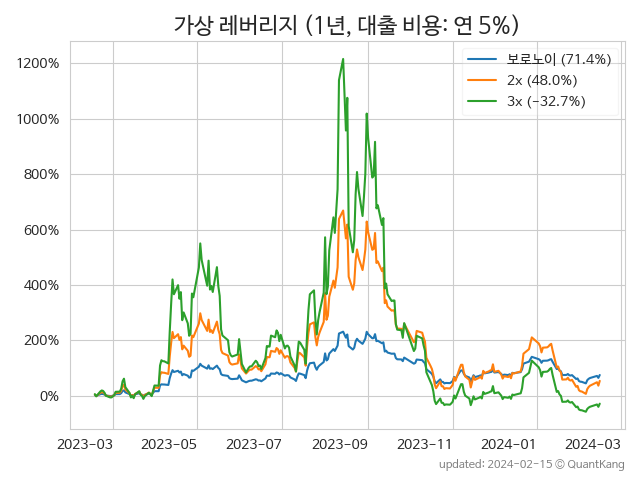 가상 레버리지 (1년, 대출 비용: 연 5%)
보로노이 (71.4%)
2x (48.0%)
3x (-32.7%)
1200%
1000%
800%
600%
400%
200%
0%
2023-03 2023-05 2023-07 2023-09 2023-11 2024-01 2024-03
updated: 2024-02-15 © QuantKang